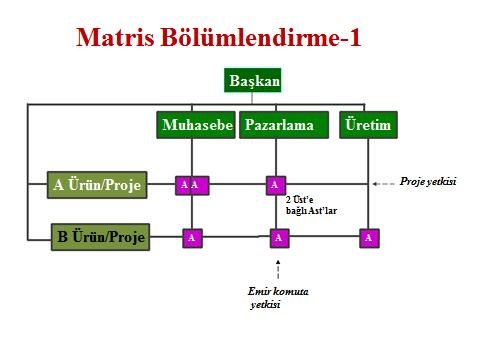 Matris Bölümlendirme-1
Başkan
Muhasebe Pazarlama Üretim
A Ürün/Proje A A A Proje yetkisi
2 Üst'e
bağlı Ast'lar
B Ürün/Proje A A A
Emir komuta
yetkisi